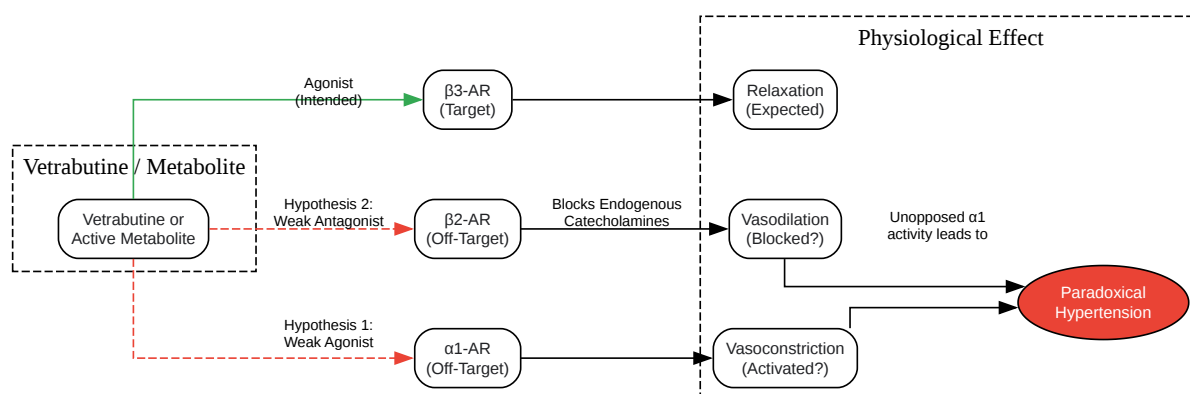 Physiological Effect
Agonist
(Intended)
β3-AR
(Target)
Relaxation
(Expected)
Vetrabutine / Metabolite
Vetrabutine or
Active Metabolite
Hypothesis 2:
Weak Antagonist
β2-AR
(Off-Target)
Blocks Endogenous
Catecholamines
Vasodilation
(Blocked?)
Unopposed α1
activity leads to
Paradoxical
Hypertension
Hypothesis 1:
Weak Agonist
α1-AR
(Off-Target)
Vasoconstriction
(Activated?)